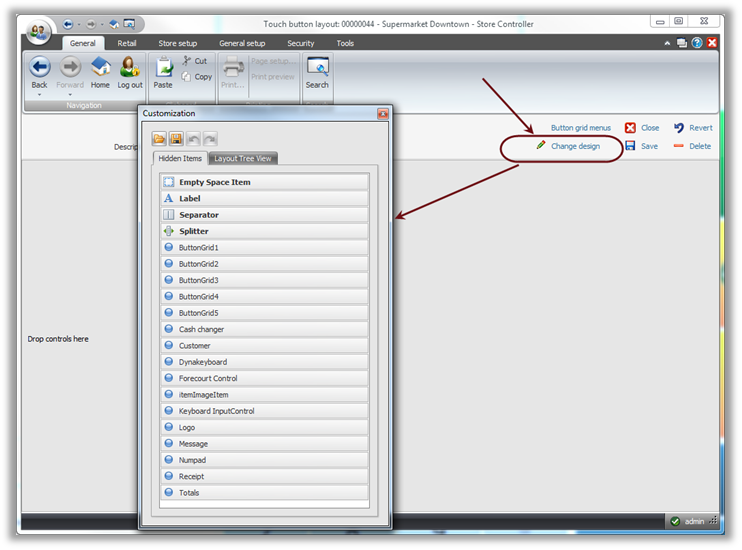 Touch button layout: 00000044 - Supermarket Downtown - Store Controller
General Retail Store setup General setup Security Tools
Back Forward Home Log out Paste Cut Copy Print... Page setup... Print preview Search
Navigation
Button grid menus Close Revert
Change design Save Delete
Descrip
Customization
Hidden Items Layout Tree View
Empty Space Item
Label
Separator
Splitter
ButtonGrid1
ButtonGrid2
ButtonGrid3
ButtonGrid4
ButtonGrid5
Cash changer
Customer
Dynakeyboard
Forecourt Control
itemImageItem
Keyboard InputControl
Logo
Message
Numpad
Receipt
Totals
Drop controls here
admin